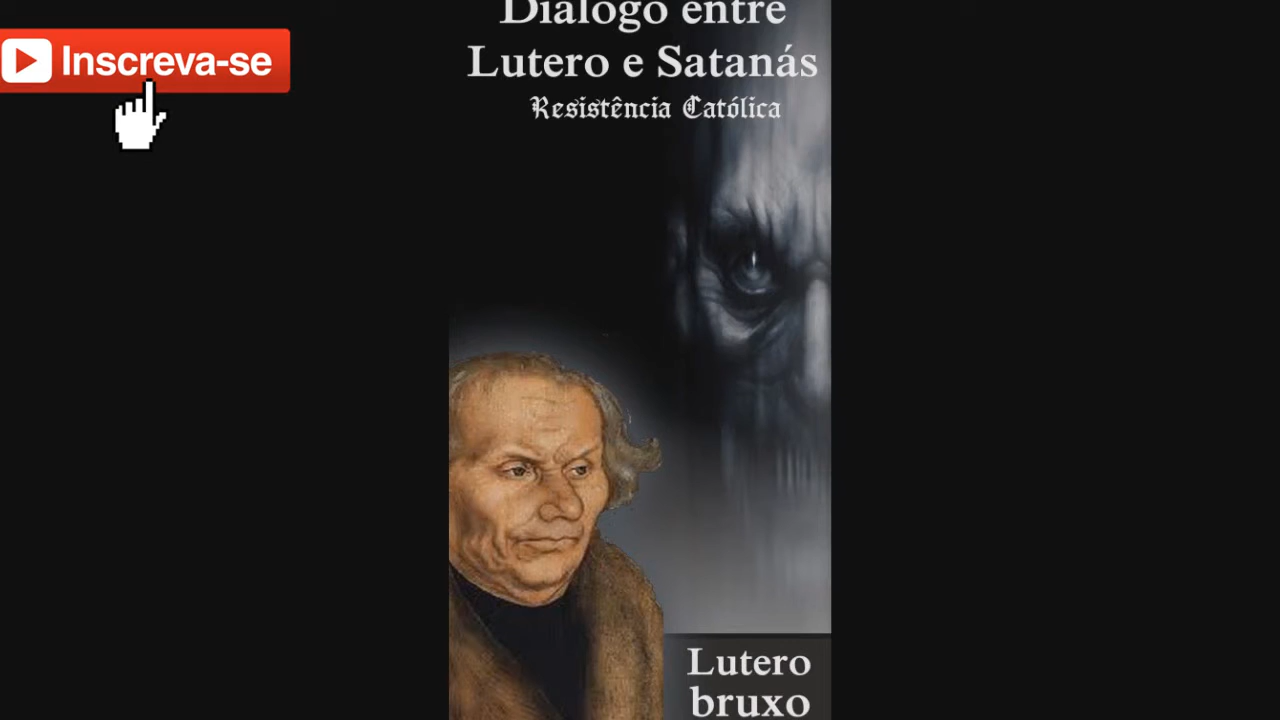 Inscreva-se
Diálogo entre
Lutero e Satanás
Resistência Católica
Lutero
bruxo